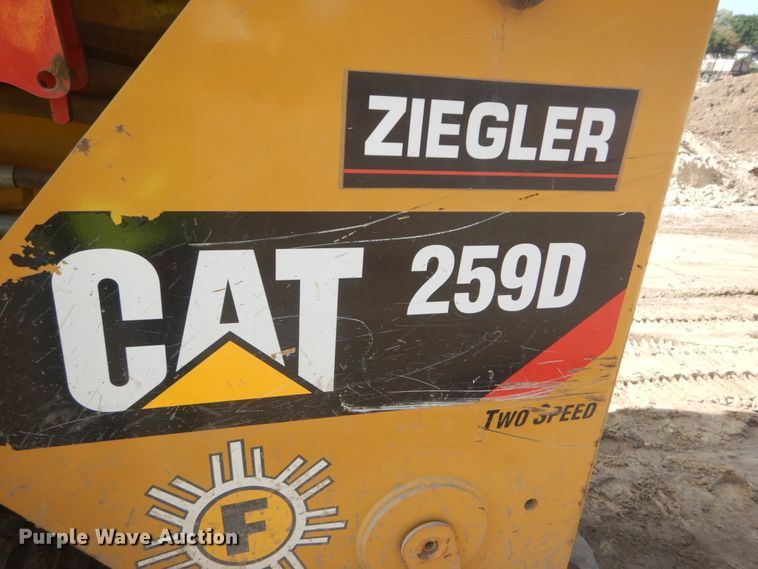 ZIEGLER
CAT 259D
TWO SPEED
F
Purple Wave Auction